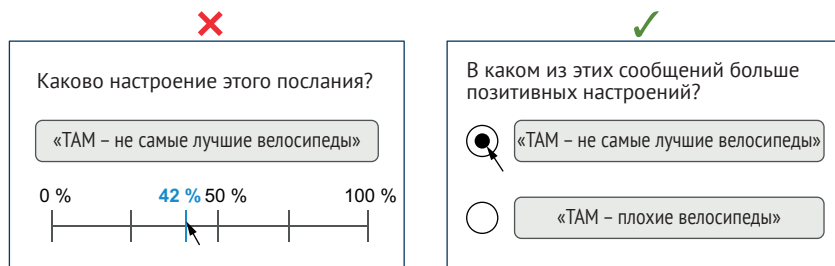 Каково настроение этого послания?
«ТАМ – не самые лучшие велосипеды»
0 % 42 % 50 % 100 %
В каком из этих сообщений больше
позитивных настроений?
«ТАМ – не самые лучшие велосипеды»
«ТАМ – плохие велосипеды»